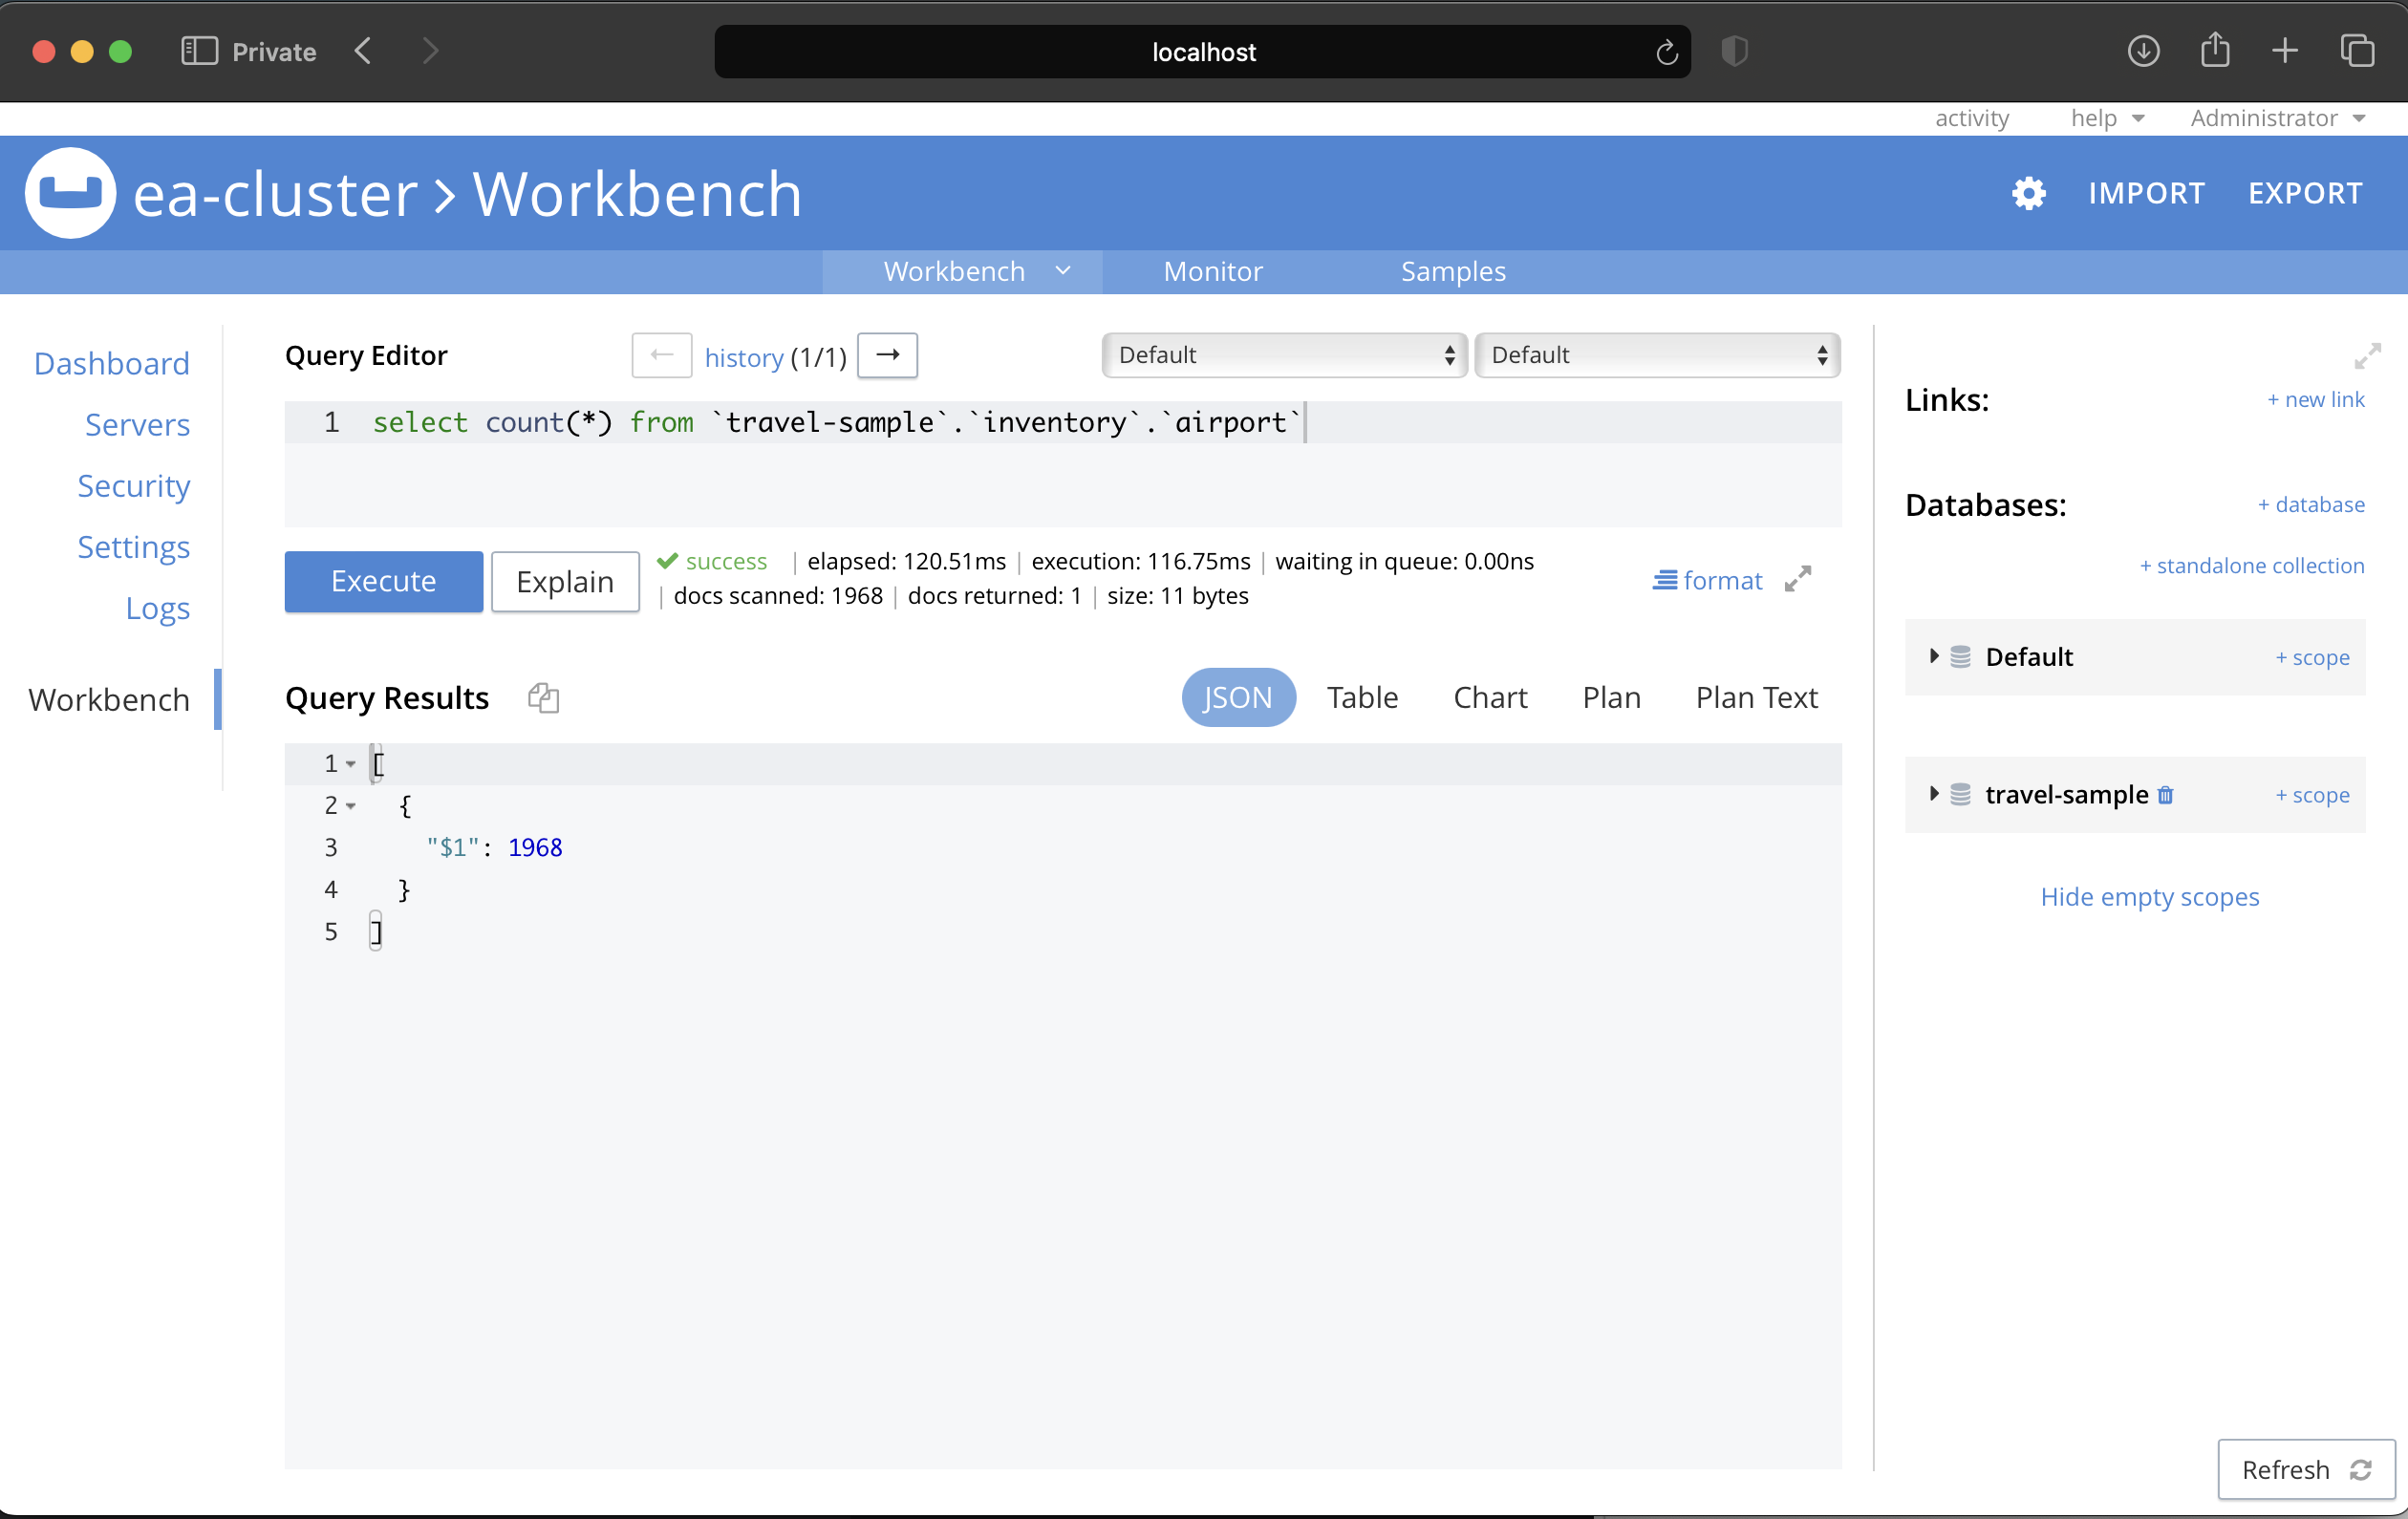 Private
localhost
activity help Administrator
ea-cluster > Workbench
IMPORT EXPORT
Workbench Monitor Samples
Dashboard
Servers
Security
Settings
Logs
Workbench
Query Editor
history (1/1)
Default
Default
1 select count(*) from `travel-sample`.`inventory`.`airport`
Execute
Explain
success | elapsed: 120.51ms | execution: 116.75ms | waiting in queue: 0.00ns
| docs scanned: 1968 | docs returned: 1 | size: 11 bytes
format
Query Results
JSON Table Chart Plan Plan Text
1 [
2 {
3 "$1": 1968
4 }
5 ]
Links:
+ new link
Databases:
+ database
+ standalone collection
Default + scope
travel-sample + scope
Hide empty scopes
Refresh